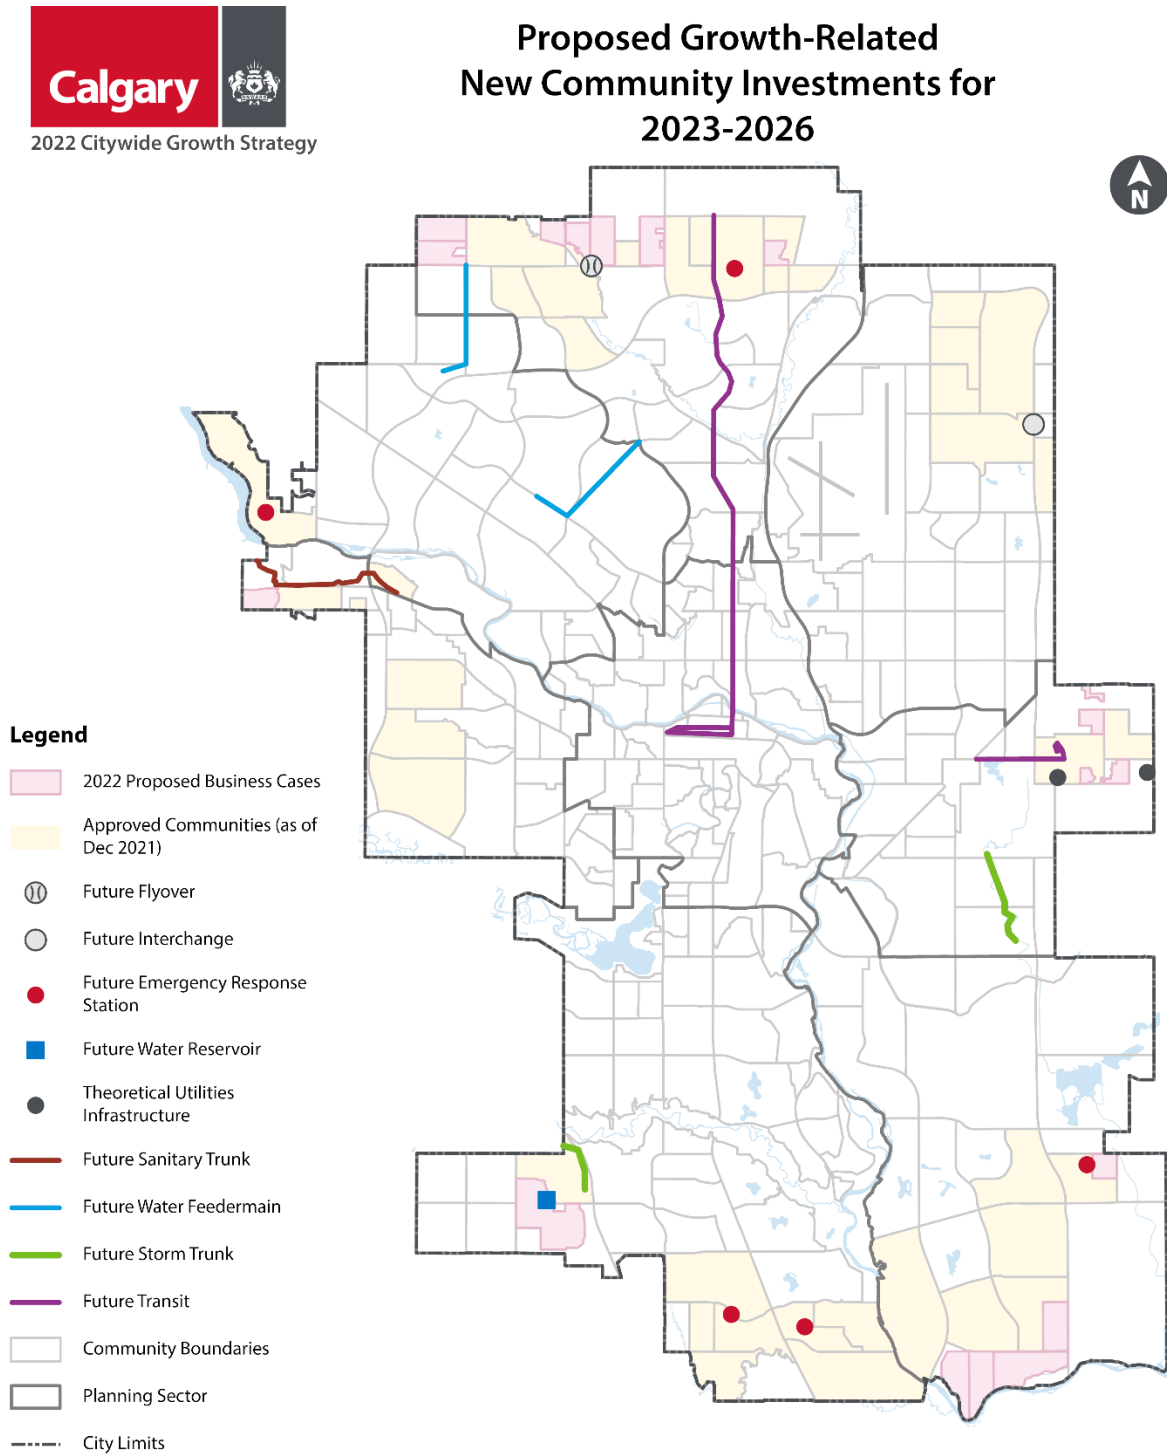 Calgary
2022 Citywide Growth Strategy
Proposed Growth-Related
New Community Investments for
2023-2026
N
Legend
2022 Proposed Business Cases
Approved Communities (as of
Dec 2021)
Future Flyover
Future Interchange
Future Emergency Response
Station
Future Water Reservoir
Theoretical Utilities
Infrastructure
Future Sanitary Trunk
Future Water Feedermain
Future Storm Trunk
Future Transit
Community Boundaries
Planning Sector
City Limits